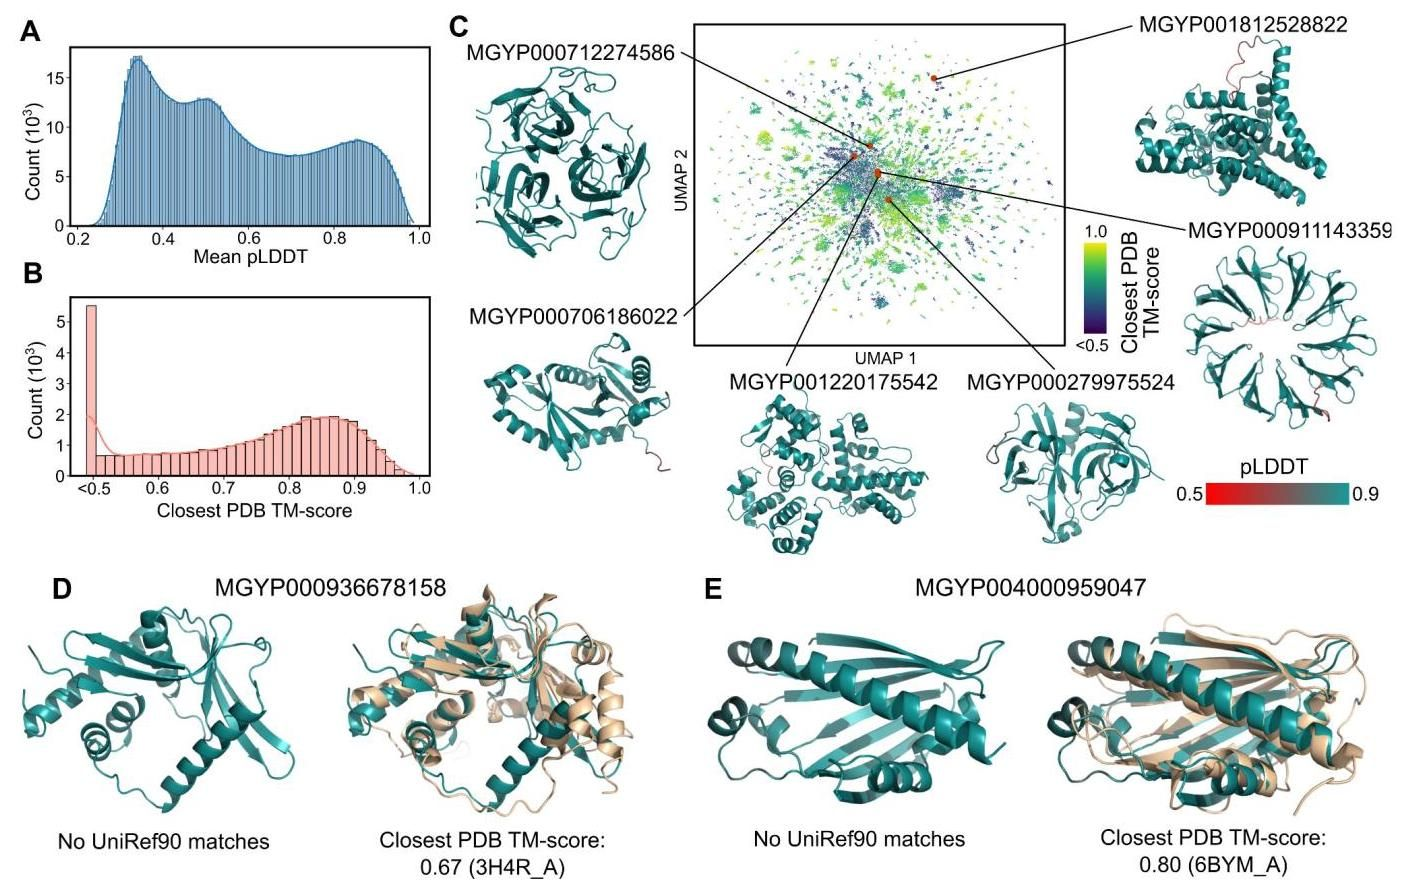 A
Count (10³)
15
10
5
0
0.2 0.4 0.6 0.8 1.0
Mean pLDDT
B
Count (10³)
5
4
3
2
1
0
<0.5 0.6 0.7 0.8 0.9 1.0
Closest PDB TM-score
C
MGYP000712274586
MGYP001812528822
UMAP 2
UMAP 1
1.0
<0.5
Closest PDB
TM-score
MGYP000911143359
MGYP000706186022
MGYP001220175542
MGYP000279975524
pLDDT
0.5 0.9
D
MGYP000936678158
No UniRef90 matches
Closest PDB TM-score:
0.67 (3H4R_A)
E
MGYP004000959047
No UniRef90 matches
Closest PDB TM-score:
0.80 (6BYM_A)